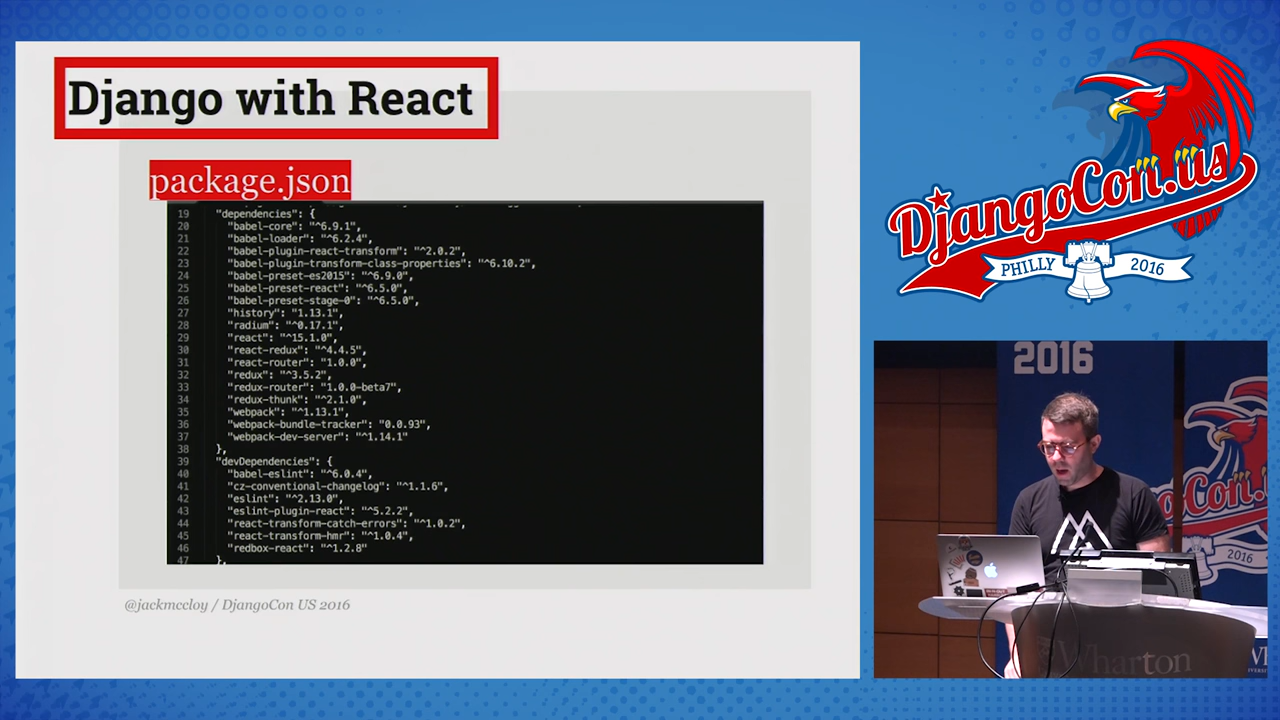 Django with React
package.json
19 "dependencies": {
20 "babel-core": "^6.9.1",
21 "babel-loader": "^6.2.4",
22 "babel-plugin-react-transform": "^2.0.2",
23 "babel-plugin-transform-class-properties": "^6.10.2",
24 "babel-preset-es2015": "^6.9.0",
25 "babel-preset-react": "^6.5.0",
26 "babel-preset-stage-0": "^6.5.0",
27 "history": "1.13.1",
28 "radium": "^0.17.1",
29 "react": "^15.1.0",
30 "react-redux": "^4.4.5",
31 "react-router": "1.0.0",
32 "redux": "^3.5.2",
33 "redux-router": "1.0.0-beta7",
34 "redux-thunk": "^2.1.0",
35 "webpack": "^1.13.1",
36 "webpack-bundle-tracker": "0.0.93",
37 "webpack-dev-server": "^1.14.1"
38 },
39 "devDependencies": {
40 "babel-eslint": "^6.0.4",
41 "cz-conventional-changelog": "^1.1.6",
42 "eslint": "^2.13.0",
43 "eslint-plugin-react": "^5.2.2",
44 "react-transform-catch-errors": "^1.0.2",
45 "react-transform-hmr": "^1.0.4",
46 "redbox-react": "^1.2.8"
47 },
@jackmccloy / DjangoCon US 2016
DjangoCon.us
PHILLY 2016
2016
2016
Wharton